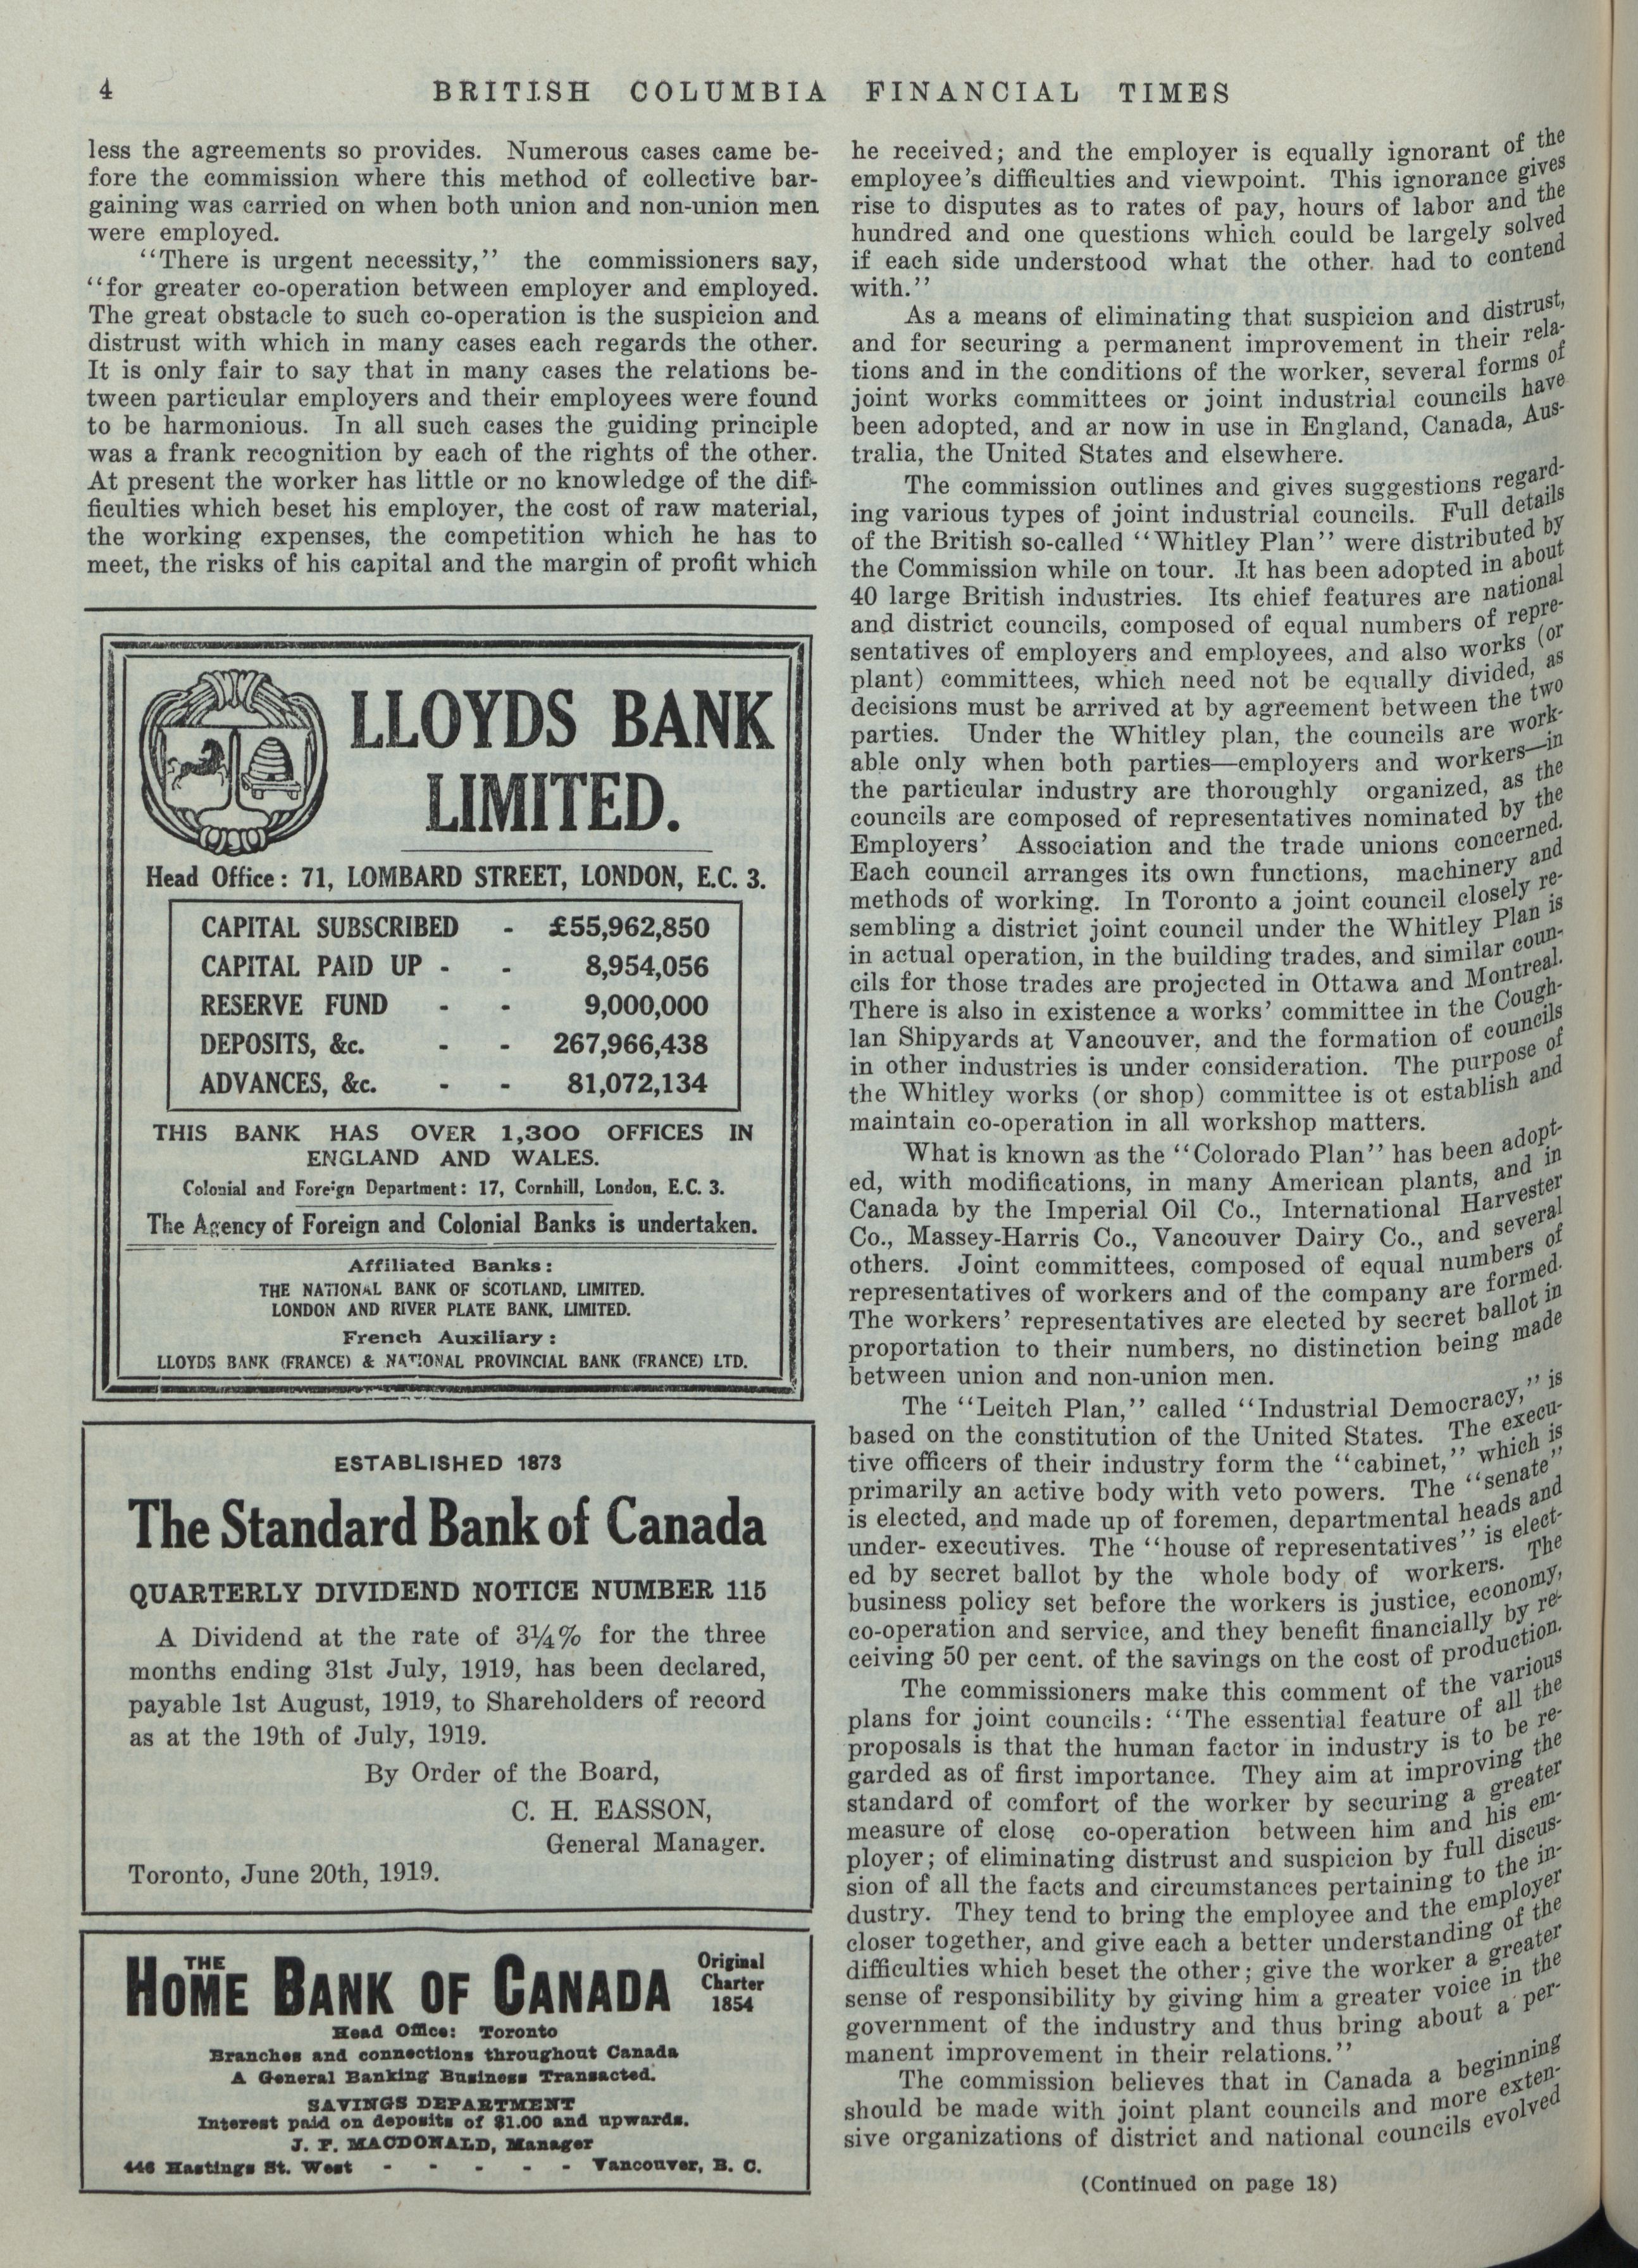 4 BRITISH COLUMBIA FINANCIAL TIMES
less the agreements so provides. Numerous cases came be-
fore the commission where this method of collective bar-
gaining was carried on when both union and non-union men
were employed.
"There is urgent necessity," the commissioners say,
"for greater co-operation between employer and employed.
The great obstacle to such co-operation is the suspicion and
distrust with which in many cases each regards the other.
It is only fair to say that in many cases the relations be-
tween particular employers and their employees were found
to be harmonious. In all such cases the guiding principle
was a frank recognition by each of the rights of the other.
At present the worker has little or no knowledge of the dif-
ficulties which beset his employer, the cost of raw material,
the working expenses, the competition which he has to
meet, the risks of his capital and the margin of profit which
LLOYDS BANK
LIMITED.
Head Office: 71, LOMBARD STREET, LONDON, E.C. 3.
CAPITAL SUBSCRIBED - £55,962,850
CAPITAL PAID UP - - 8,954,056
RESERVE FUND - - 9,000,000
DEPOSITS, &c. - - 267,966,438
ADVANCES, &c. - - 81,072,134
THIS BANK HAS OVER 1,300 OFFICES IN
ENGLAND AND WALES.
Colonial and Foreign Department: 17, Cornhill, London, E.C. 3.
The Agency of Foreign and Colonial Banks is undertaken.
Affiliated Banks:
THE NATIONAL BANK OF SCOTLAND, LIMITED.
LONDON AND RIVER PLATE BANK, LIMITED.
French Auxiliary:
LLOYDS BANK (FRANCE) & NATIONAL PROVINCIAL BANK (FRANCE) LTD.
ESTABLISHED 1873
The Standard Bank of Canada
QUARTERLY DIVIDEND NOTICE NUMBER 115
A Dividend at the rate of 3¼% for the three
months ending 31st July, 1919, has been declared,
payable 1st August, 1919, to Shareholders of record
as at the 19th of July, 1919.
By Order of the Board,
C. H. EASSON,
General Manager.
Toronto, June 20th, 1919.
THE HOME BANK OF CANADA
Original
Charter
1854
Head Office: Toronto
Branches and connections throughout Canada
A General Banking Business Transacted.
SAVINGS DEPARTMENT
Interest paid on deposits of $1.00 and upwards.
J. F. MACDONALD, Manager
446 Hastings St. West - - - - - Vancouver, B. C.
he received; and the employer is equally ignorant of the
employee's difficulties and viewpoint. This ignorance gives
rise to disputes as to rates of pay, hours of labor and the
hundred and one questions which could be largely solved
if each side understood what the other had to contend
with."
As a means of eliminating that suspicion and distrust,
and for securing a permanent improvement in their rela-
tions and in the conditions of the worker, several forms of
joint works committees or joint industrial councils have
been adopted, and ar now in use in England, Canada, Aus-
tralia, the United States and elsewhere.
The commission outlines and gives suggestions regard-
ing various types of joint industrial councils. Full details
of the British so-called "Whitley Plan" were distributed by
the Commission while on tour. It has been adopted in about
40 large British industries. Its chief features are national
and district councils, composed of equal numbers of repre-
sentatives of employers and employees, and also works (or
plant) committees, which need not be equally divided, as
decisions must be arrived at by agreement between the two
parties. Under the Whitley plan, the councils are work-
able only when both parties—employers and workers—in
the particular industry are thoroughly organized, as the
councils are composed of representatives nominated by the
Employers' Association and the trade unions concerned.
Each council arranges its own functions, machinery and
methods of working. In Toronto a joint council closely re-
sembling a district joint council under the Whitley Plan is
in actual operation, in the building trades, and similar coun-
cils for those trades are projected in Ottawa and Montreal.
There is also in existence a works' committee in the Cough-
lan Shipyards at Vancouver, and the formation of councils
in other industries is under consideration. The purpose of
the Whitley works (or shop) committee is ot establish and
maintain co-operation in all workshop matters.
What is known as the "Colorado Plan" has been adopt-
ed, with modifications, in many American plants, and in
Canada by the Imperial Oil Co., International Harvester
Co., Massey-Harris Co., Vancouver Dairy Co., and several
others. Joint committees, composed of equal numbers of
representatives of workers and of the company are formed.
The workers' representatives are elected by secret ballot in
proportation to their numbers, no distinction being made
between union and non-union men.
The "Leitch Plan," called "Industrial Democracy," is
based on the constitution of the United States. The execu-
tive officers of their industry form the "cabinet," which is
primarily an active body with veto powers. The "senate"
is elected, and made up of foremen, departmental heads and
under- executives. The "house of representatives" is elect-
ed by secret ballot by the whole body of workers. The
business policy set before the workers is justice, economy,
co-operation and service, and they benefit financially by re-
ceiving 50 per cent. of the savings on the cost of production.
The commissioners make this comment of the various
plans for joint councils: "The essential feature of all the
proposals is that the human factor in industry is to be re-
garded as of first importance. They aim at improving the
standard of comfort of the worker by securing a greater
measure of close co-operation between him and his em-
ployer; of eliminating distrust and suspicion by full discus-
sion of all the facts and circumstances pertaining to the in-
dustry. They tend to bring the employee and the employer
closer together, and give each a better understanding of the
difficulties which beset the other; give the worker a greater
sense of responsibility by giving him a greater voice in the
government of the industry and thus bring about a per-
manent improvement in their relations."
The commission believes that in Canada a beginning
should be made with joint plant councils and more exten-
sive organizations of district and national councils evolved
(Continued on page 18)